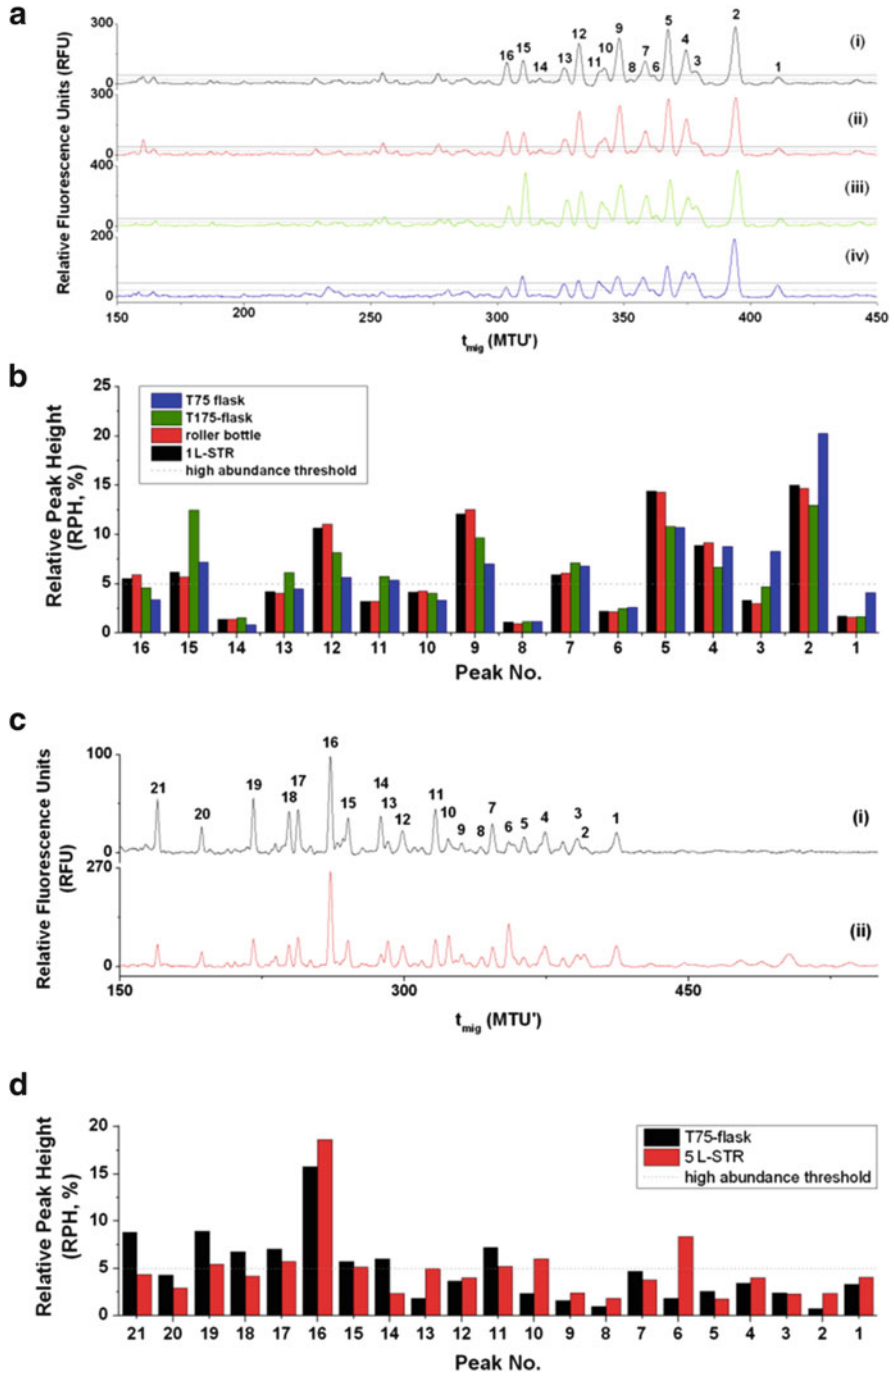 a
Relative Fluorescence Units (RFU)
300
0
300
0
400
0
200
0
16 15 14 13 12 11 10 9 8 7 6 5 4 3 2 1
(i)
(ii)
(iii)
(iv)
150 200 250 300 350 400 450
tmig (MTU')
b
Relative Peak Height
(RPH, %)
25
20
15
10
5
0
T75 flask
T175-flask
roller bottle
1 L-STR
high abundance threshold
16 15 14 13 12 11 10 9 8 7 6 5 4 3 2 1
Peak No.
c
Relative Fluorescence Units
(RFU)
100
0
270
0
21 20 19 18 17 16 15 14 13 12 11 10 9 8 7 6 5 4 3 2 1
(i)
(ii)
150 300 450
tmig (MTU')
d
Relative Peak Height
(RPH, %)
20
15
10
5
0
T75-flask
5 L-STR
high abundance threshold
21 20 19 18 17 16 15 14 13 12 11 10 9 8 7 6 5 4 3 2 1
Peak No.